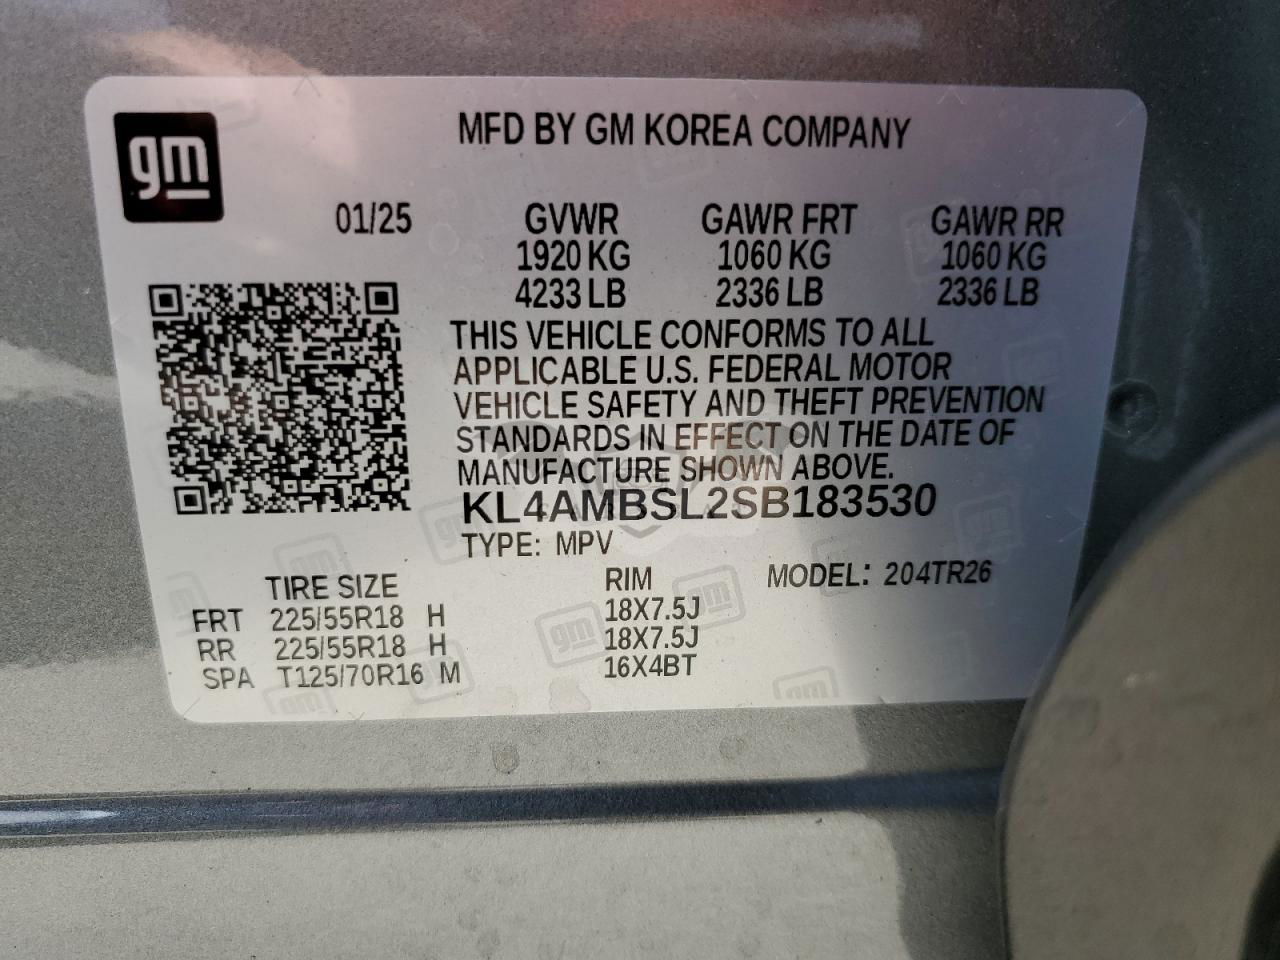 gm
MFD BY GM KOREA COMPANY
01/25 GVWR GAWR FRT GAWR RR
1920 KG 1060 KG 1060 KG
4233 LB 2336 LB 2336 LB
THIS VEHICLE CONFORMS TO ALL
APPLICABLE U.S. FEDERAL MOTOR
VEHICLE SAFETY AND THEFT PREVENTION
STANDARDS IN EFFECT ON THE DATE OF
MANUFACTURE SHOWN ABOVE.
KL4AMBSL2SB183530
TYPE: MPV
TIRE SIZE RIM MODEL: 204TR26
FRT 225/55R18 H 18X7.5J
RR 225/55R18 H 18X7.5J
SPA T125/70R16 M 16X4BT